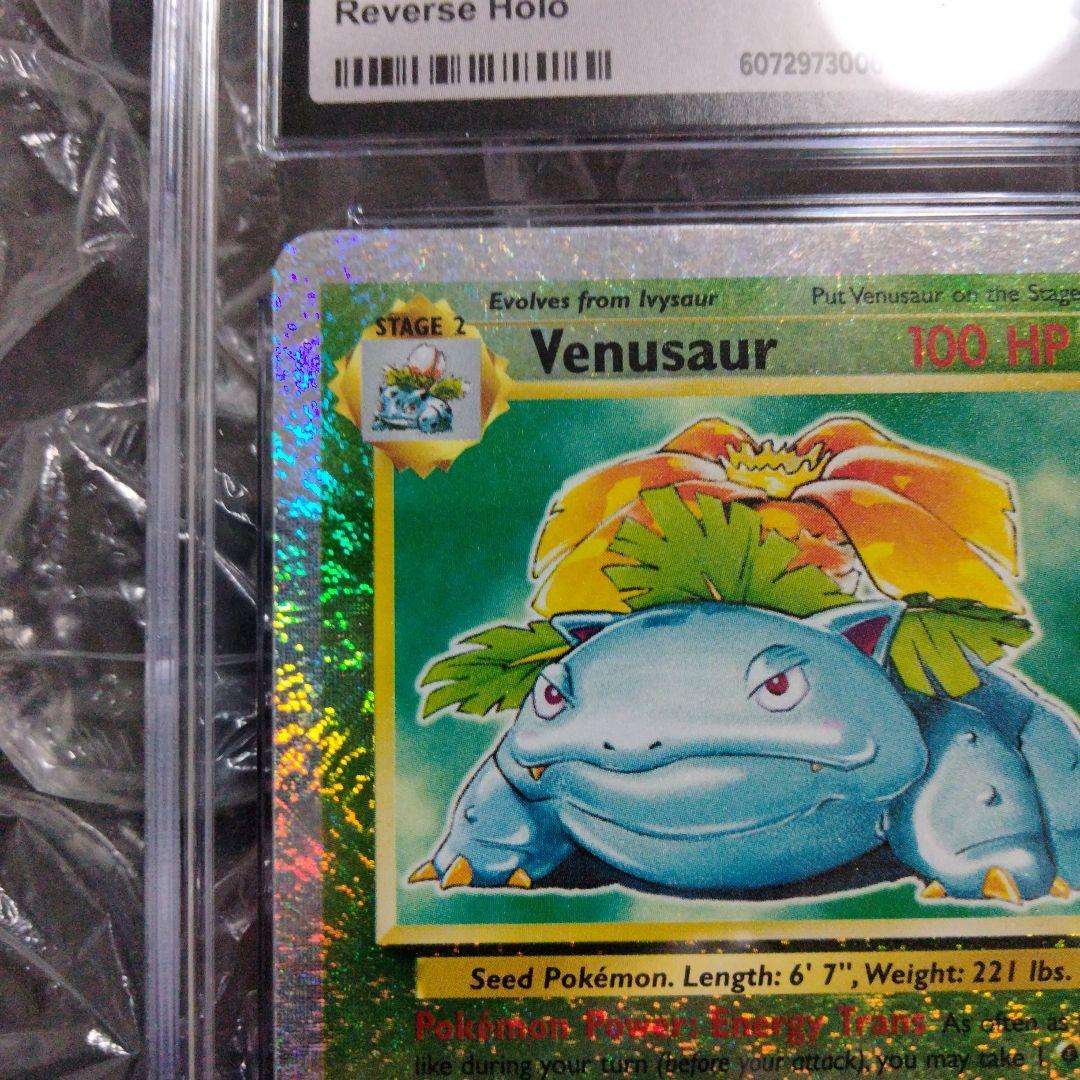 Reverse Holo
6072973000
Evolves from Ivysaur
Put Venusaur on the Stage
STAGE 2
Venusaur
100 HP
Seed Pokémon. Length: 6' 7", Weight: 221 lbs.
Pokémon Power: Energy Trans As often as
like during your turn (before your attack), you may take 1